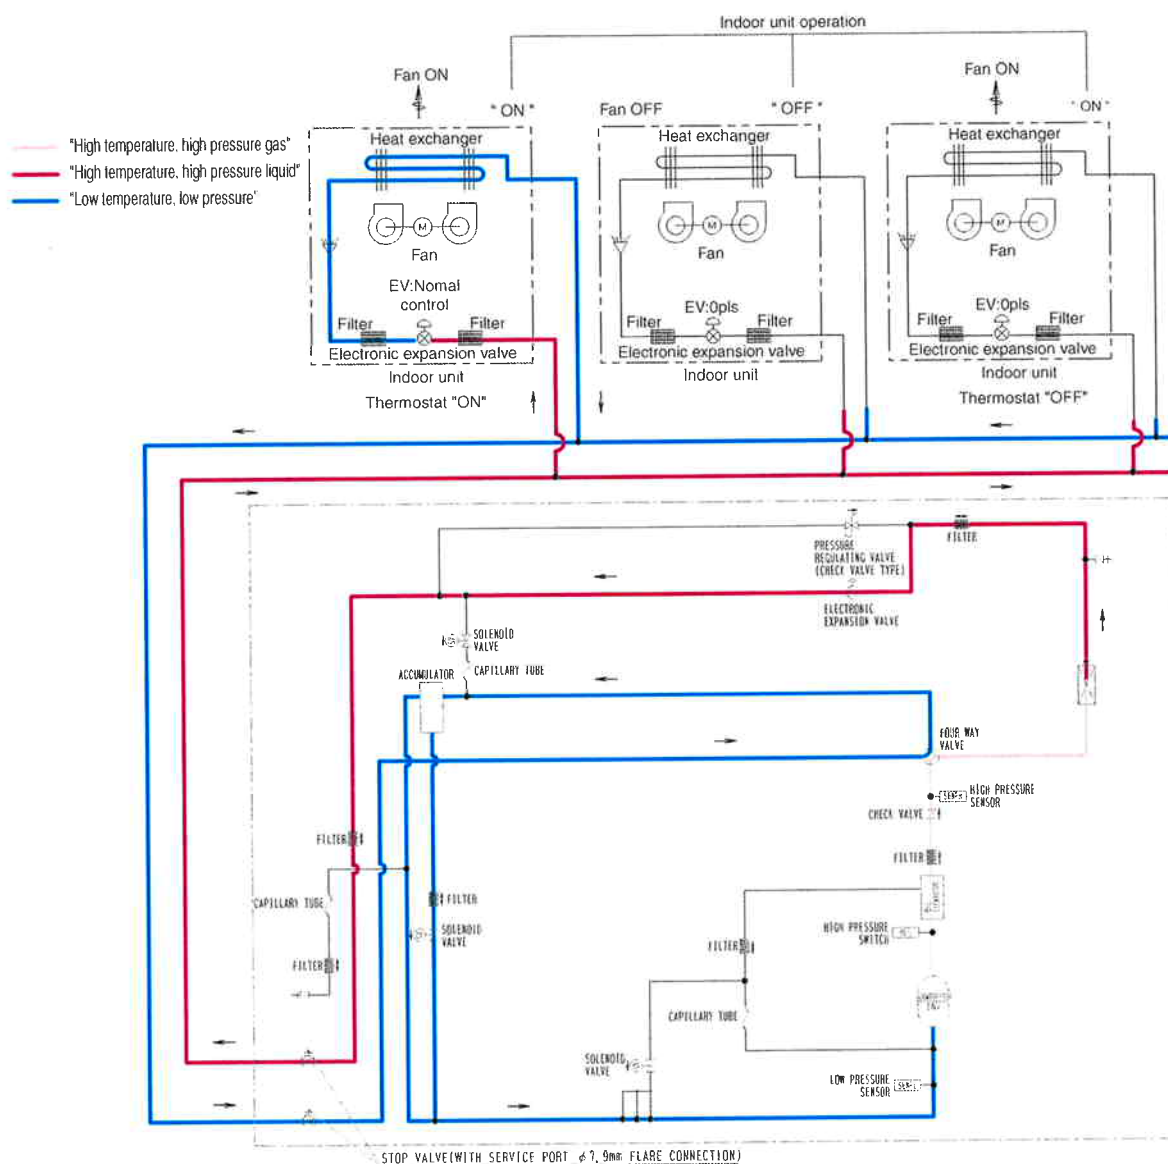 Indoor unit operation
Fan ON
" ON "
Fan OFF
" OFF "
Fan ON
" ON "
"High temperature, high pressure gas"
"High temperature, high pressure liquid"
"Low temperature, low pressure"
Heat exchanger
M
Fan
EV:Nomal
control
Filter
Filter
Electronic expansion valve
Indoor unit
Thermostat "ON"
Heat exchanger
M
Fan
EV:0pls
Filter
Filter
Electronic expansion valve
Indoor unit
Heat exchanger
M
Fan
EV:0pls
Filter
Filter
Electronic expansion valve
Indoor unit
Thermostat "OFF"
PRESSURE
REGULATING VALVE
(CHECK VALVE TYPE)
FILTER
ELECTRONIC
EXPANSION VALVE
SOLENOID
VALVE
CAPILLARY TUBE
ACCUMULATOR
FOUR WAY
VALVE
HIGH PRESSURE
SENSOR
CHECK VALVE
FILTER
FILTER
CAPILLARY TUBE
FILTER
FILTER
SOLENOID
VALVE
HIGH PRESSURE
SWITCH
FILTER
CAPILLARY TUBE
SOLENOID
VALVE
LOW PRESSURE
SENSOR
STOP VALVE(WITH SERVICE PORT φ7.9mm FLARE CONNECTION)